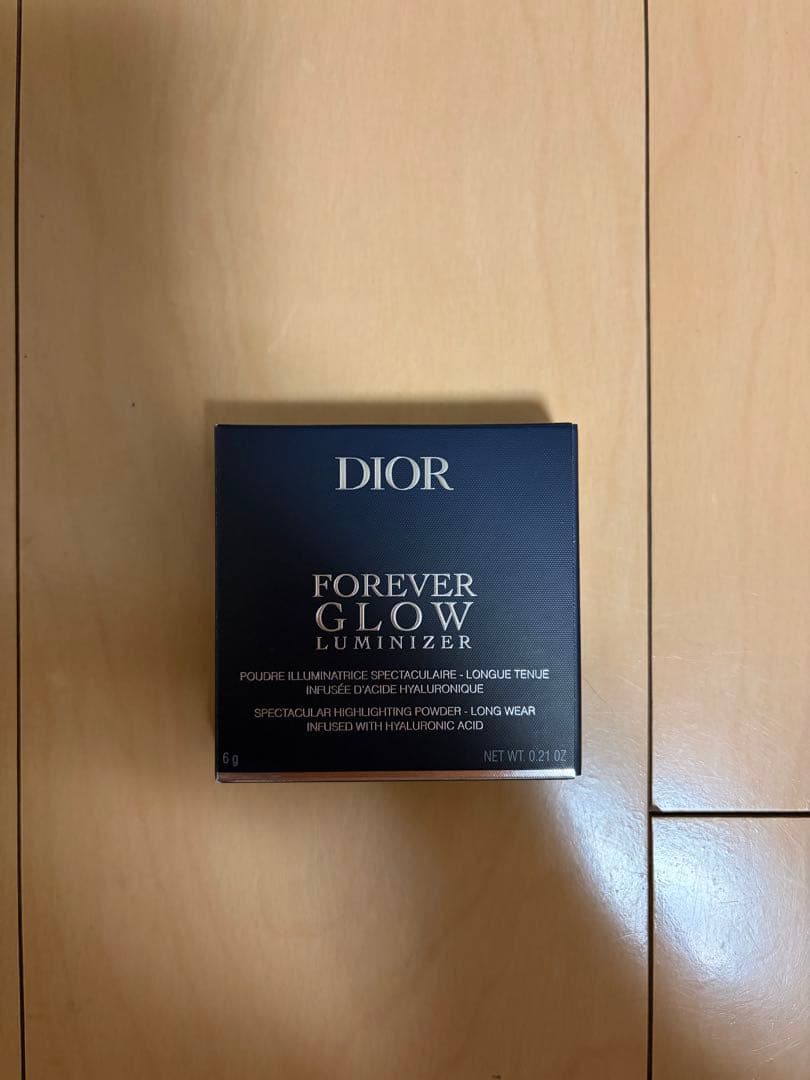 DIOR
FOREVER
GLOW
LUMINIZER
POUDRE ILLUMINATRICE SPECTACULAIRE - LONGUE TENUE
INFUSÉE D'ACIDE HYALURONIQUE
SPECTACULAR HIGHLIGHTING POWDER - LONG WEAR
INFUSED WITH HYALURONIC ACID
6 g NET WT. 0.21 OZ